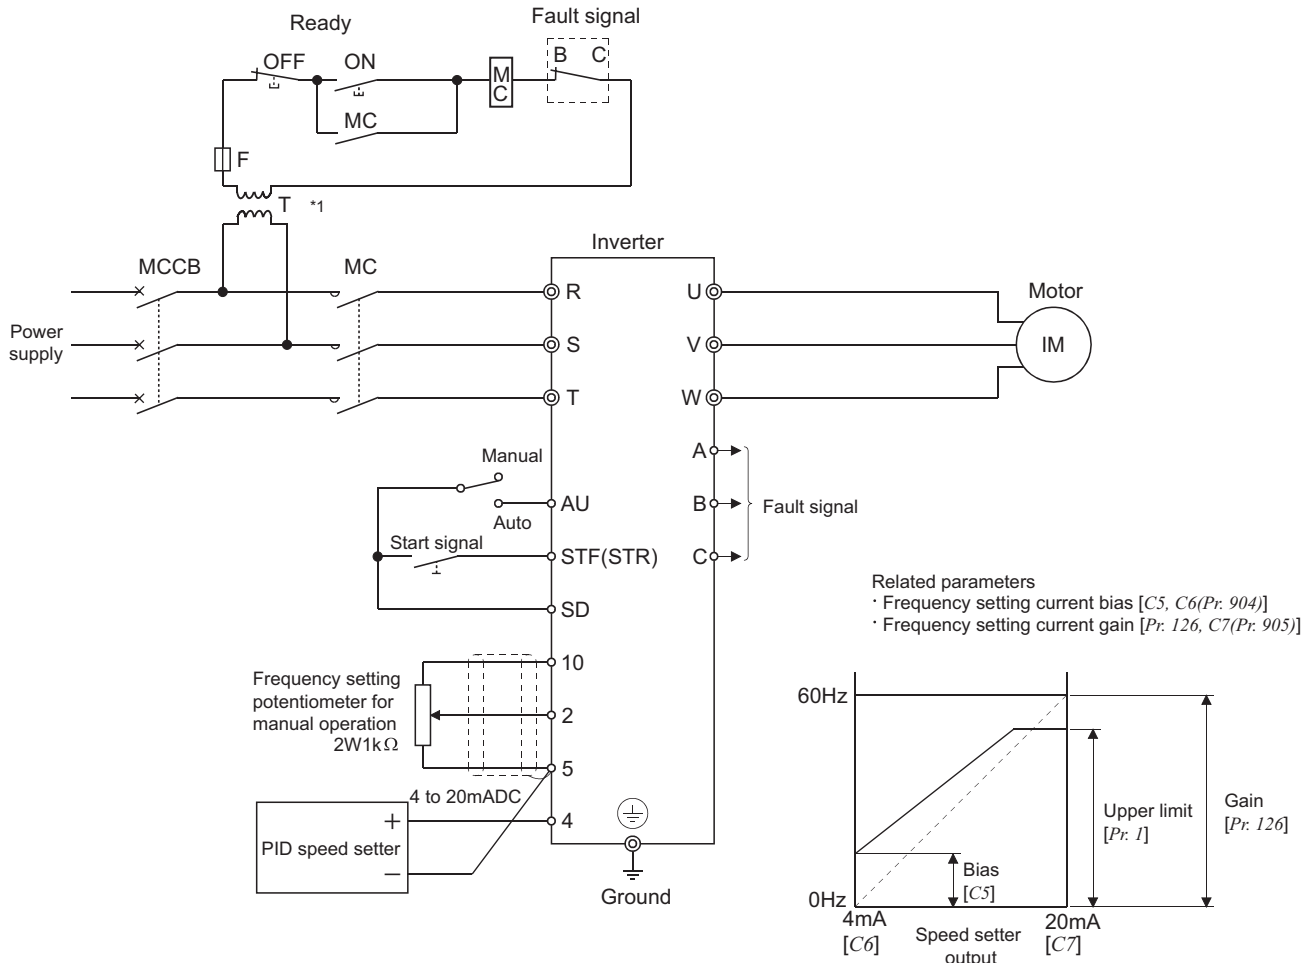 Ready
Fault signal
OFF
ON
B
C
M
C
MC
F
T
*1
Inverter
MCCB
MC
R
U
Motor
Power
supply
S
V
IM
T
W
A
Manual
AU
B
Fault signal
Auto
Start signal
STF(STR)
C
SD
Related parameters
· Frequency setting current bias [C5, C6(Pr. 904)]
· Frequency setting current gain [Pr. 126, C7(Pr. 905)]
10
Frequency setting
potentiometer for
manual operation
2W1kΩ
2
5
4 to 20mADC
4
+
PID speed setter
−
Ground
60Hz
Gain
[Pr. 126]
Upper limit
[Pr. 1]
Bias
[C5]
0Hz
4mA
[C6]
Speed setter
output
20mA
[C7]